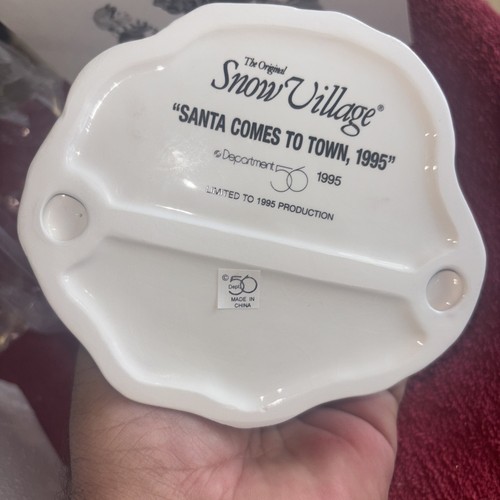 The Original
Snow Village®
"SANTA COMES TO TOWN, 1995"
© Department 56 1995
LIMITED TO 1995 PRODUCTION
© Dept 56
MADE IN
CHINA